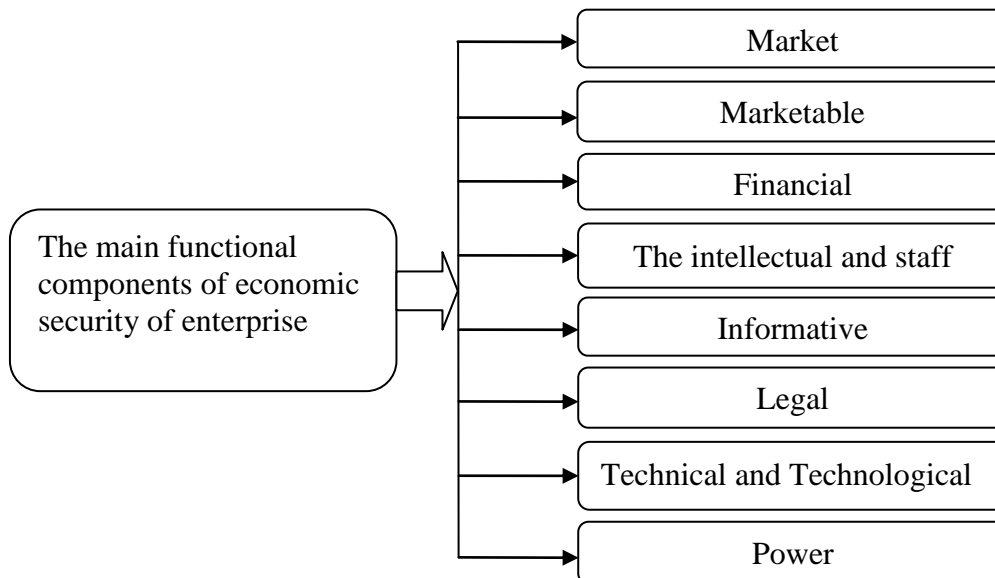 The main functional
components of economic
security of enterprise
Market
Marketable
Financial
The intellectual and staff
Informative
Legal
Technical and Technological
Power